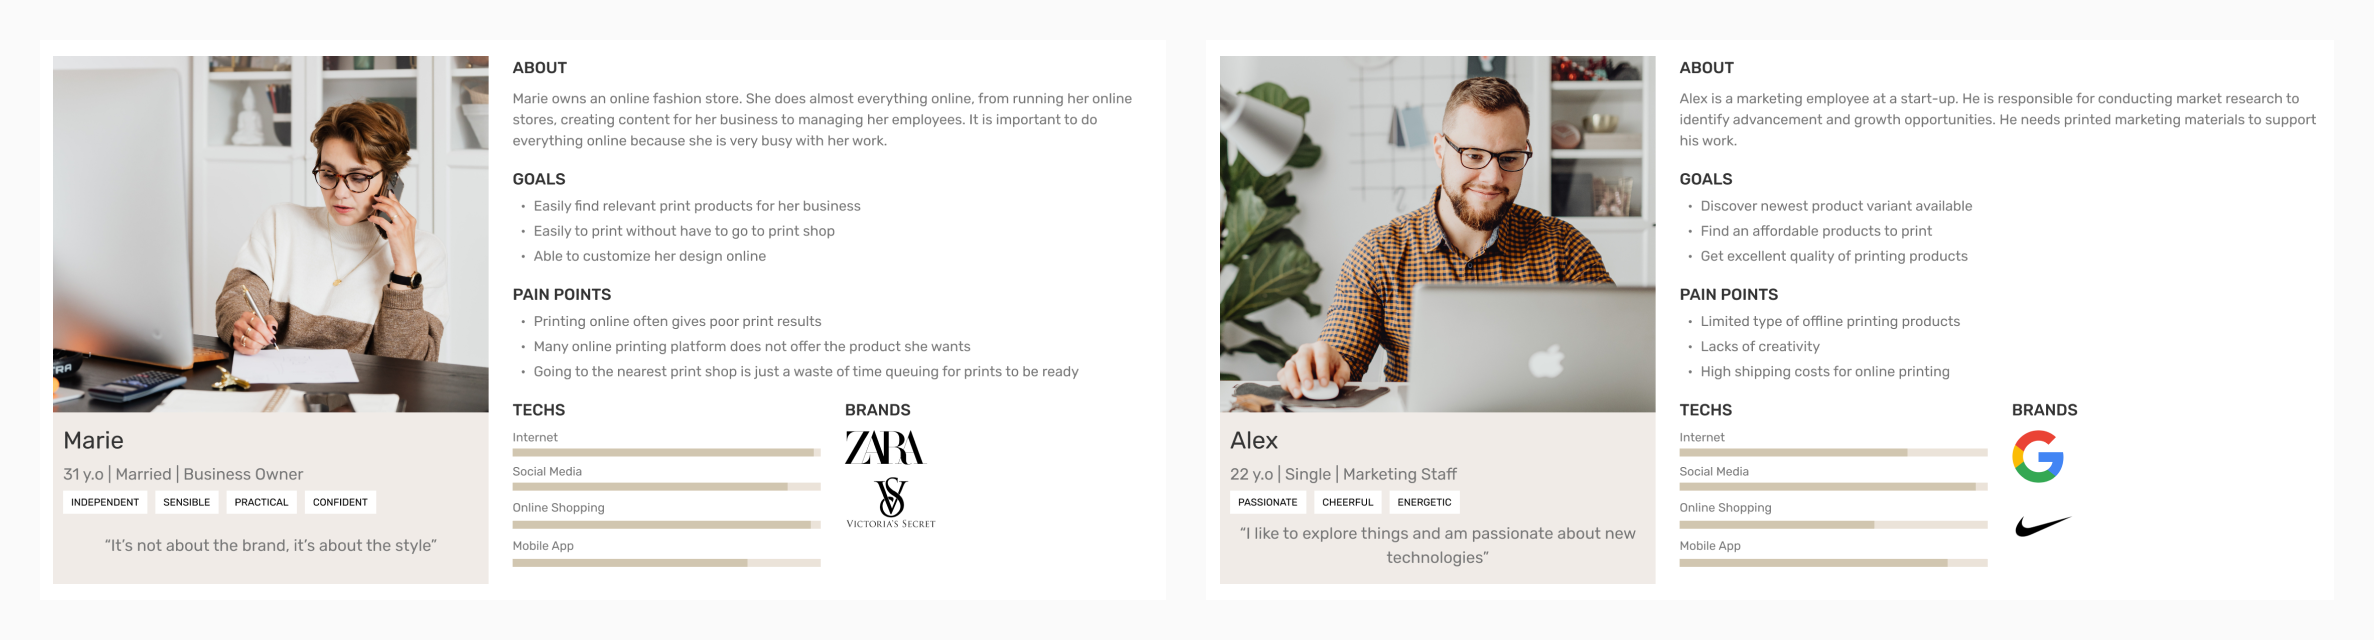 ABOUT
Marie owns an online fashion store. She does almost everything online, from running her online
stores, creating content for her business to managing her employees. It is important to do
everything online because she is very busy with her work.
GOALS
• Easily find relevant print products for her business
• Easily to print without have to go to print shop
• Able to customize her design online
PAIN POINTS
• Printing online often gives poor print results
• Many online printing platform does not offer the product she wants
• Going to the nearest print shop is just a waste of time queuing for prints to be ready
TECHS
Internet
Social Media
Online Shopping
Mobile App
BRANDS
ZARA
VS
VICTORIA'S SECRET
TRA
Marie
31 y.o | Married | Business Owner
INDEPENDENT
SENSIBLE
PRACTICAL
CONFIDENT
“It’s not about the brand, it’s about the style”
ABOUT
Alex is a marketing employee at a start-up. He is responsible for conducting market research to
identify advancement and growth opportunities. He needs printed marketing materials to support
his work.
GOALS
• Discover newest product variant available
• Find an affordable products to print
• Get excellent quality of printing products
PAIN POINTS
• Limited type of offline printing products
• Lacks of creativity
• High shipping costs for online printing
TECHS
Internet
Social Media
Online Shopping
Mobile App
BRANDS
G
Alex
22 y.o | Single | Marketing Staff
PASSIONATE
CHEERFUL
ENERGETIC
“I like to explore things and am passionate about new
technologies”